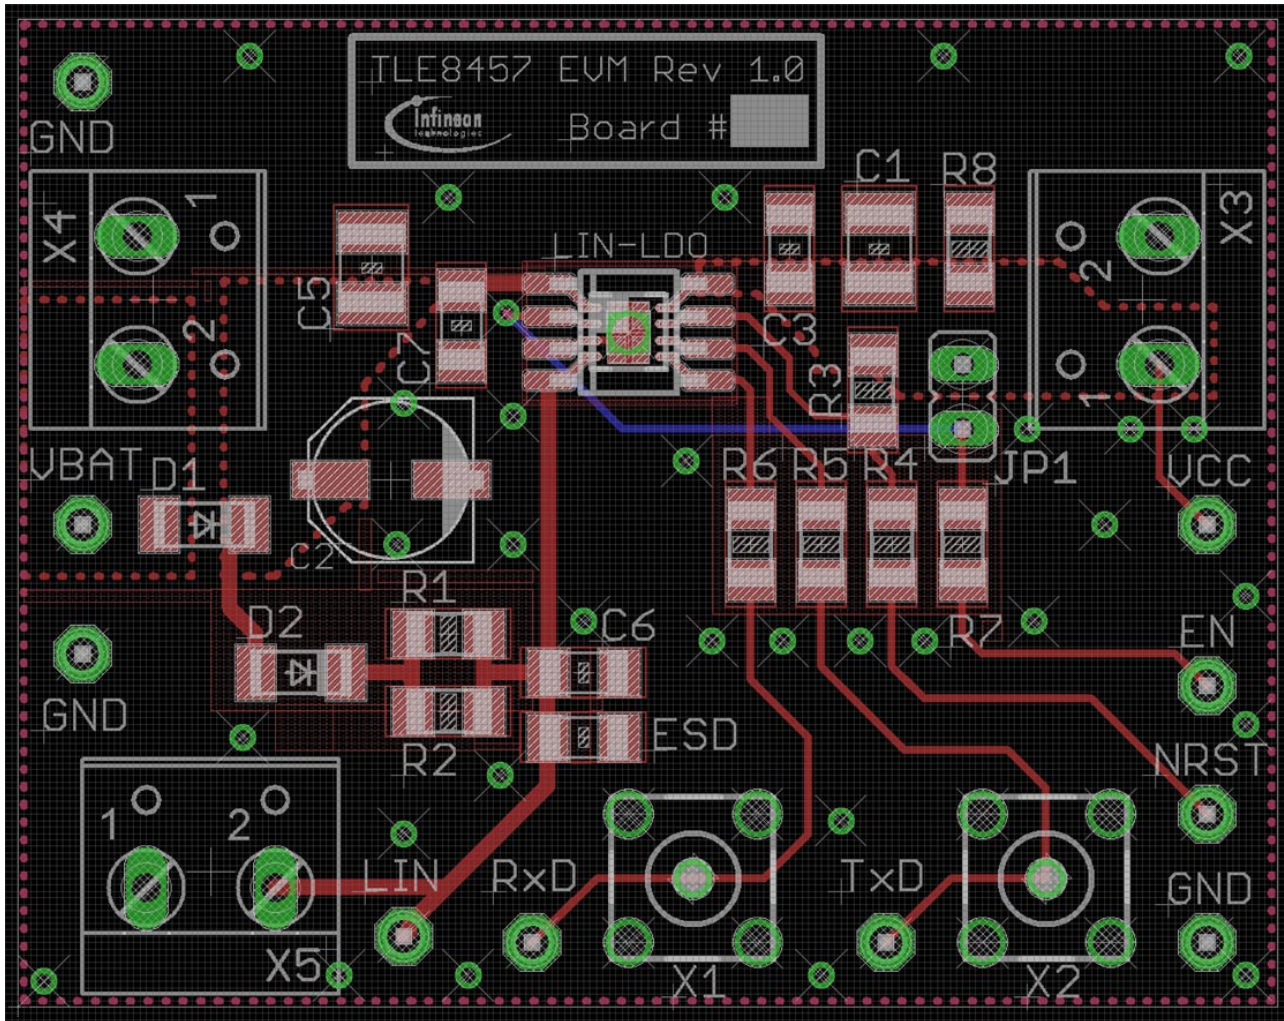 TLE8457 EVM Rev 1.0
Infineon
technologies
Board #
GND
X4
1
2
C5
C7
LIN-LDO
C1
R8
C3
R3
X3
2
1
VBAT
D1
C2
R6
R5
R4
JP1
VCC
R1
D2
C6
R7
EN
GND
R2
ESD
NRST
1
2
LIN
RxD
TxD
GND
X5
X1
X2